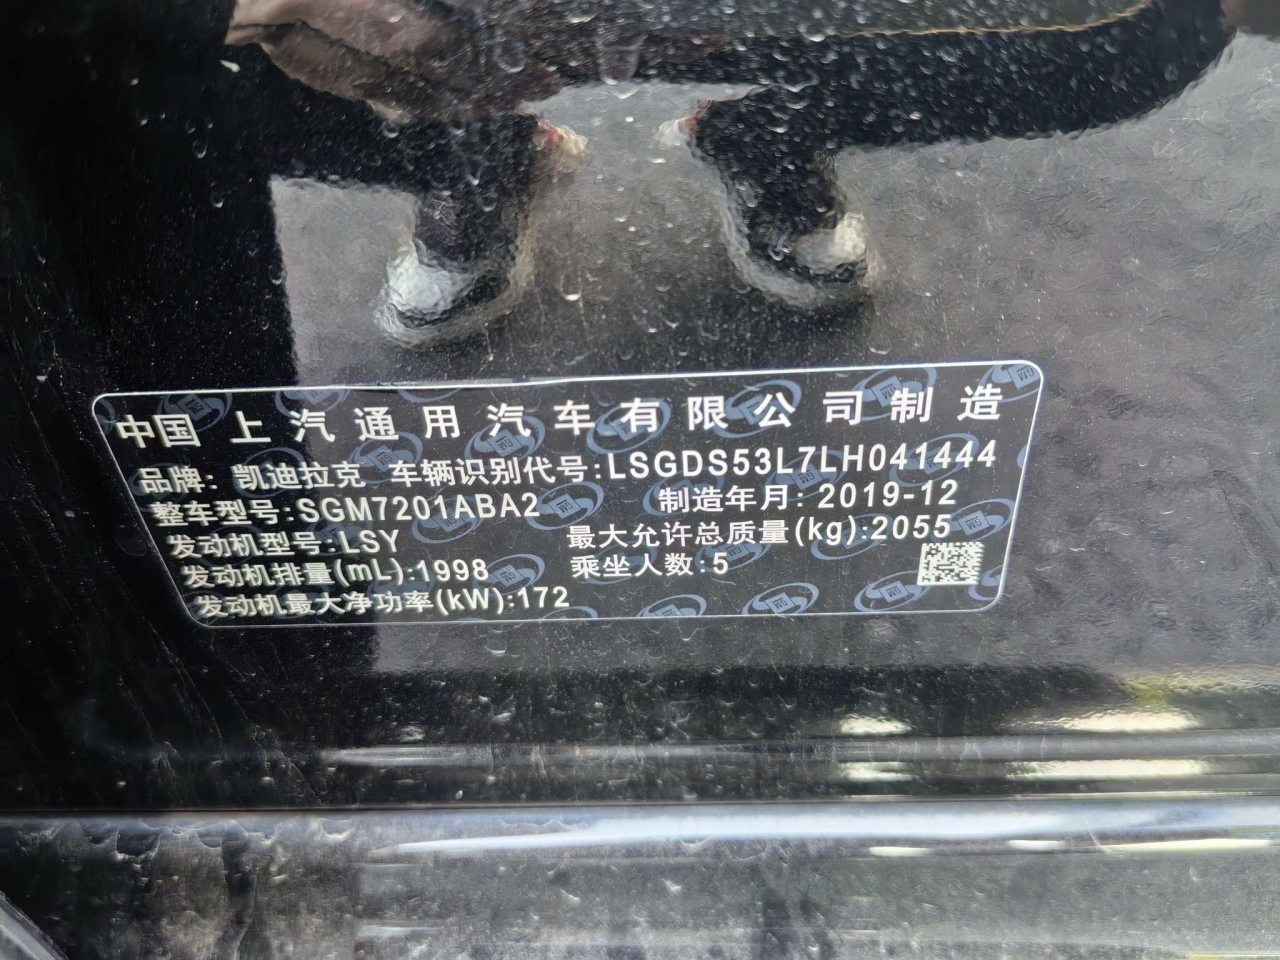 中国 上汽通用汽车有限公司制造
品牌: 凯迪拉克 车辆识别代号:LSGDS53L7LH041444
整车型号:SGM7201ABA2 制造年月: 2019-12
发动机型号:LSY 最大允许总质量(kg):2055
发动机排量(mL):1998 乘坐人数:5
发动机最大净功率(kW):172